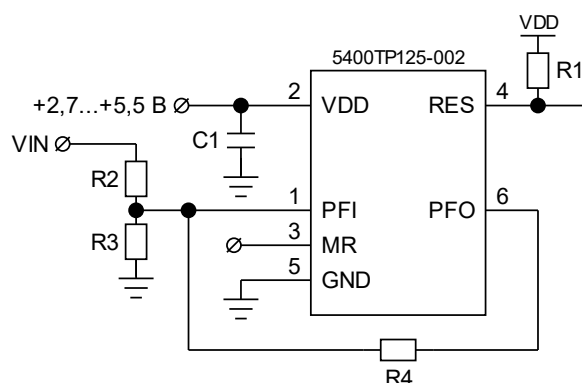 VDD
5400TP125-002
R1
+2,7...+5,5 В
2
VDD
RES
4
VIN
C1
R2
1
PFI
PFO
6
R3
3
MR
5
GND
R4